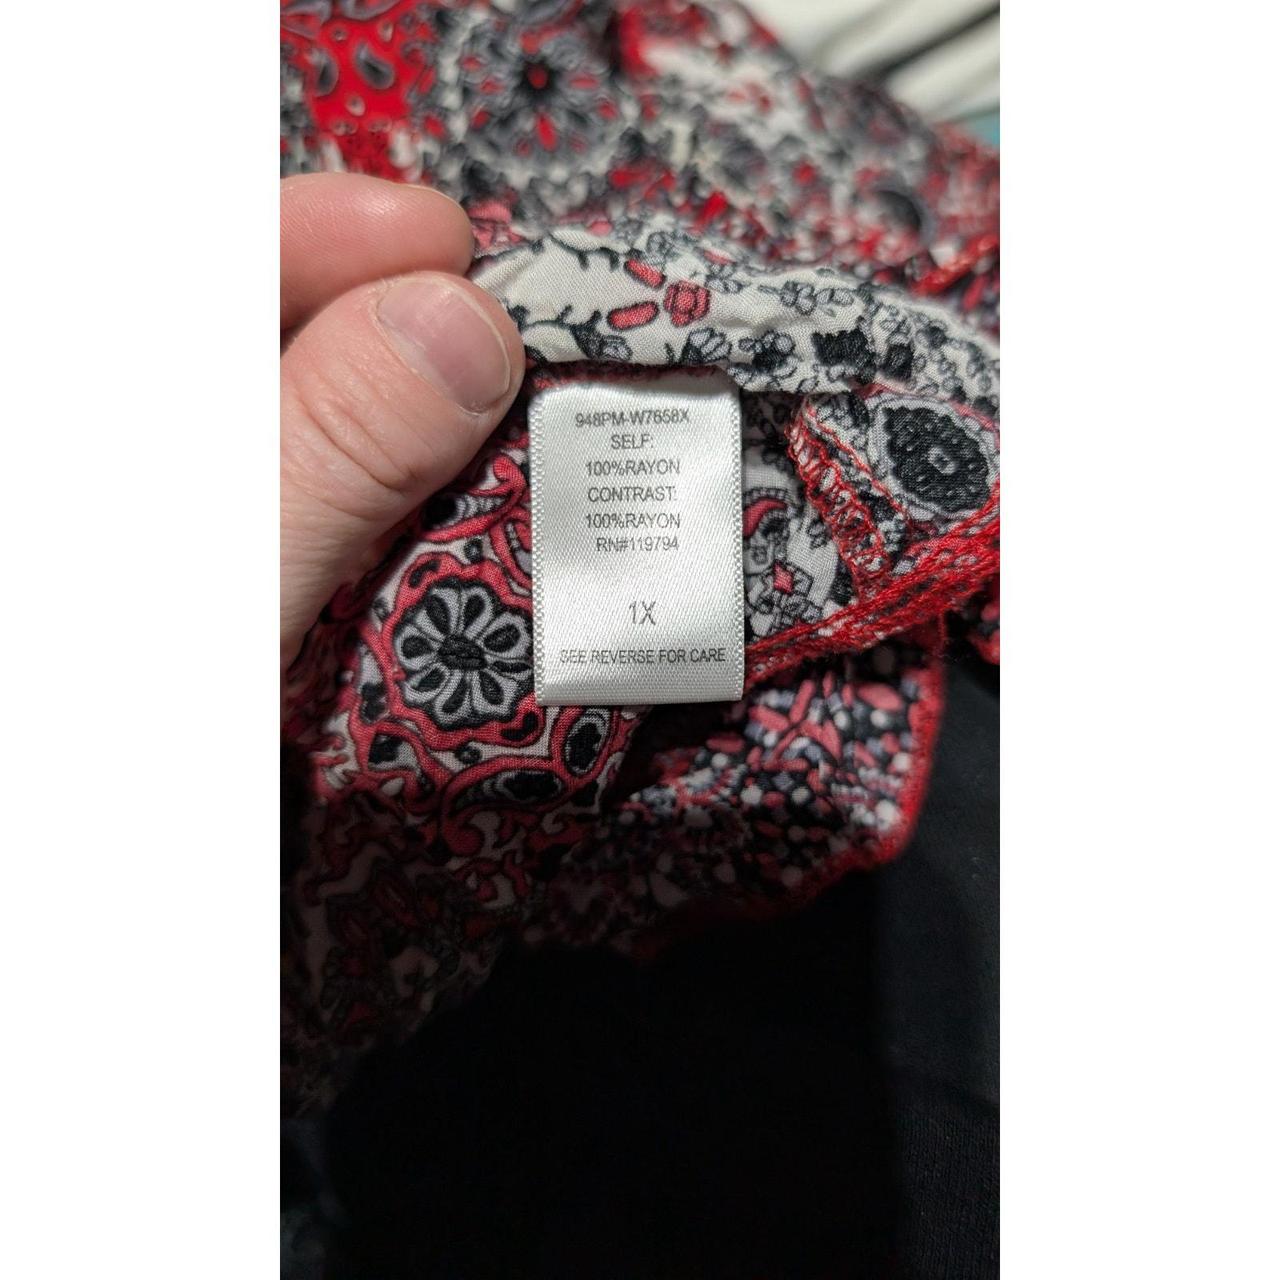 948PM-W7658X
SELF:
100%RAYON
CONTRAST:
100%RAYON
RN#119794
1X
SEE REVERSE FOR CARE